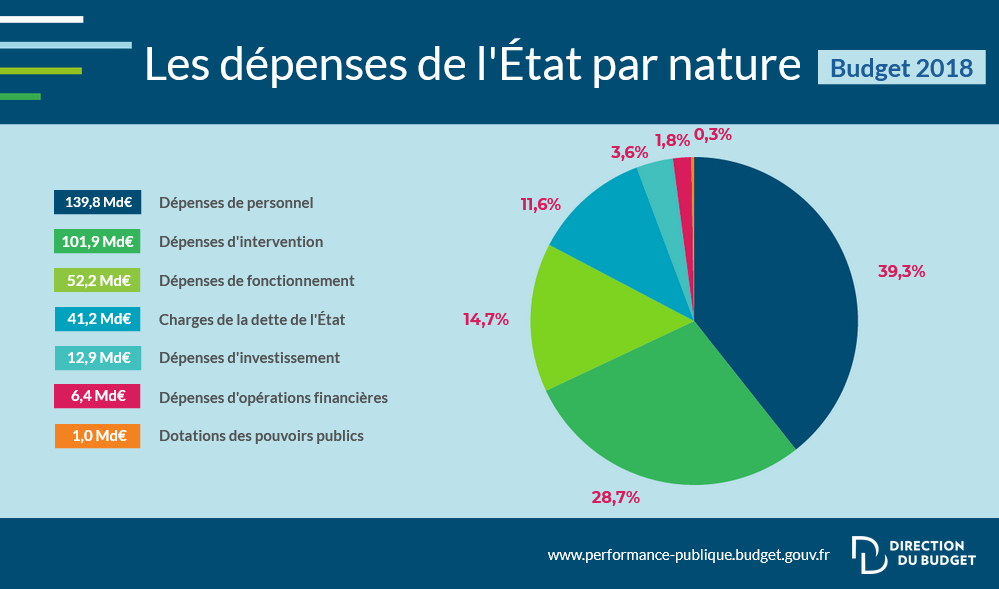 Les dépenses de l'État par nature
Budget 2018
139,8 Md€ Dépenses de personnel
101,9 Md€ Dépenses d'intervention
52,2 Md€ Dépenses de fonctionnement
41,2 Md€ Charges de la dette de l'État
12,9 Md€ Dépenses d'investissement
6,4 Md€ Dépenses d'opérations financières
1,0 Md€ Dotations des pouvoirs publics
0,3%
1,8%
3,6%
11,6%
14,7%
28,7%
39,3%
www.performance-publique.budget.gouv.fr
DIRECTION
DU BUDGET